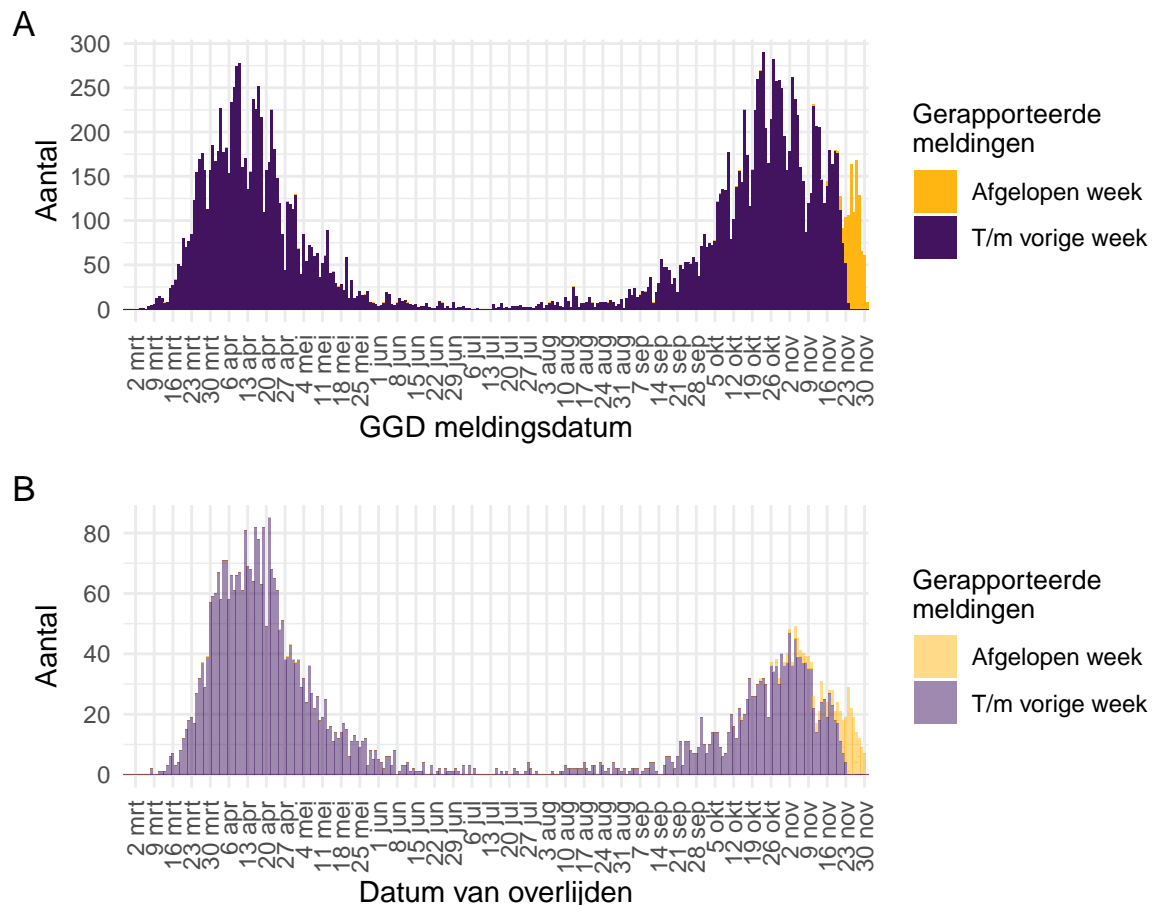 A
300
250
200
150
100
50
0
Aantal
2 mrt
9 mrt
16 mrt
23 mrt
30 mrt
6 apr
13 apr
20 apr
27 apr
4 mei
11 mei
18 mei
25 mei
1 jun
8 jun
15 jun
22 jun
29 jun
6 jul
13 jul
20 jul
27 jul
3 aug
10 aug
17 aug
24 aug
31 aug
7 sep
14 sep
21 sep
28 sep
5 okt
12 okt
19 okt
26 okt
2 nov
9 nov
16 nov
23 nov
30 nov
GGD meldingsdatum
Gerapporteerde
meldingen
Afgelopen week
T/m vorige week
B
80
60
40
20
0
Aantal
2 mrt
9 mrt
16 mrt
23 mrt
30 mrt
6 apr
13 apr
20 apr
27 apr
4 mei
11 mei
18 mei
25 mei
1 jun
8 jun
15 jun
22 jun
29 jun
6 jul
13 jul
20 jul
27 jul
3 aug
10 aug
17 aug
24 aug
31 aug
7 sep
14 sep
21 sep
28 sep
5 okt
12 okt
19 okt
26 okt
2 nov
9 nov
16 nov
23 nov
30 nov
Datum van overlijden
Gerapporteerde
meldingen
Afgelopen week
T/m vorige week